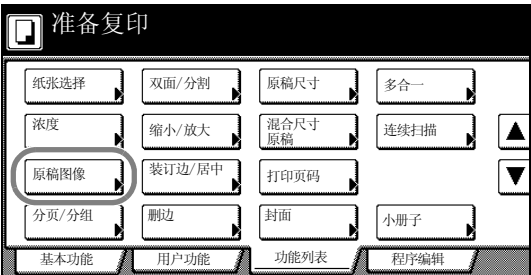 准备复印
纸张选择 双面/分割 原稿尺寸 多合一
浓度 缩小/放大 混合尺寸 连续扫描
原稿
原稿图像 装订边/居中 打印页码
分页/分组 删边 封面 小册子
基本功能 用户功能 功能列表 程序编辑